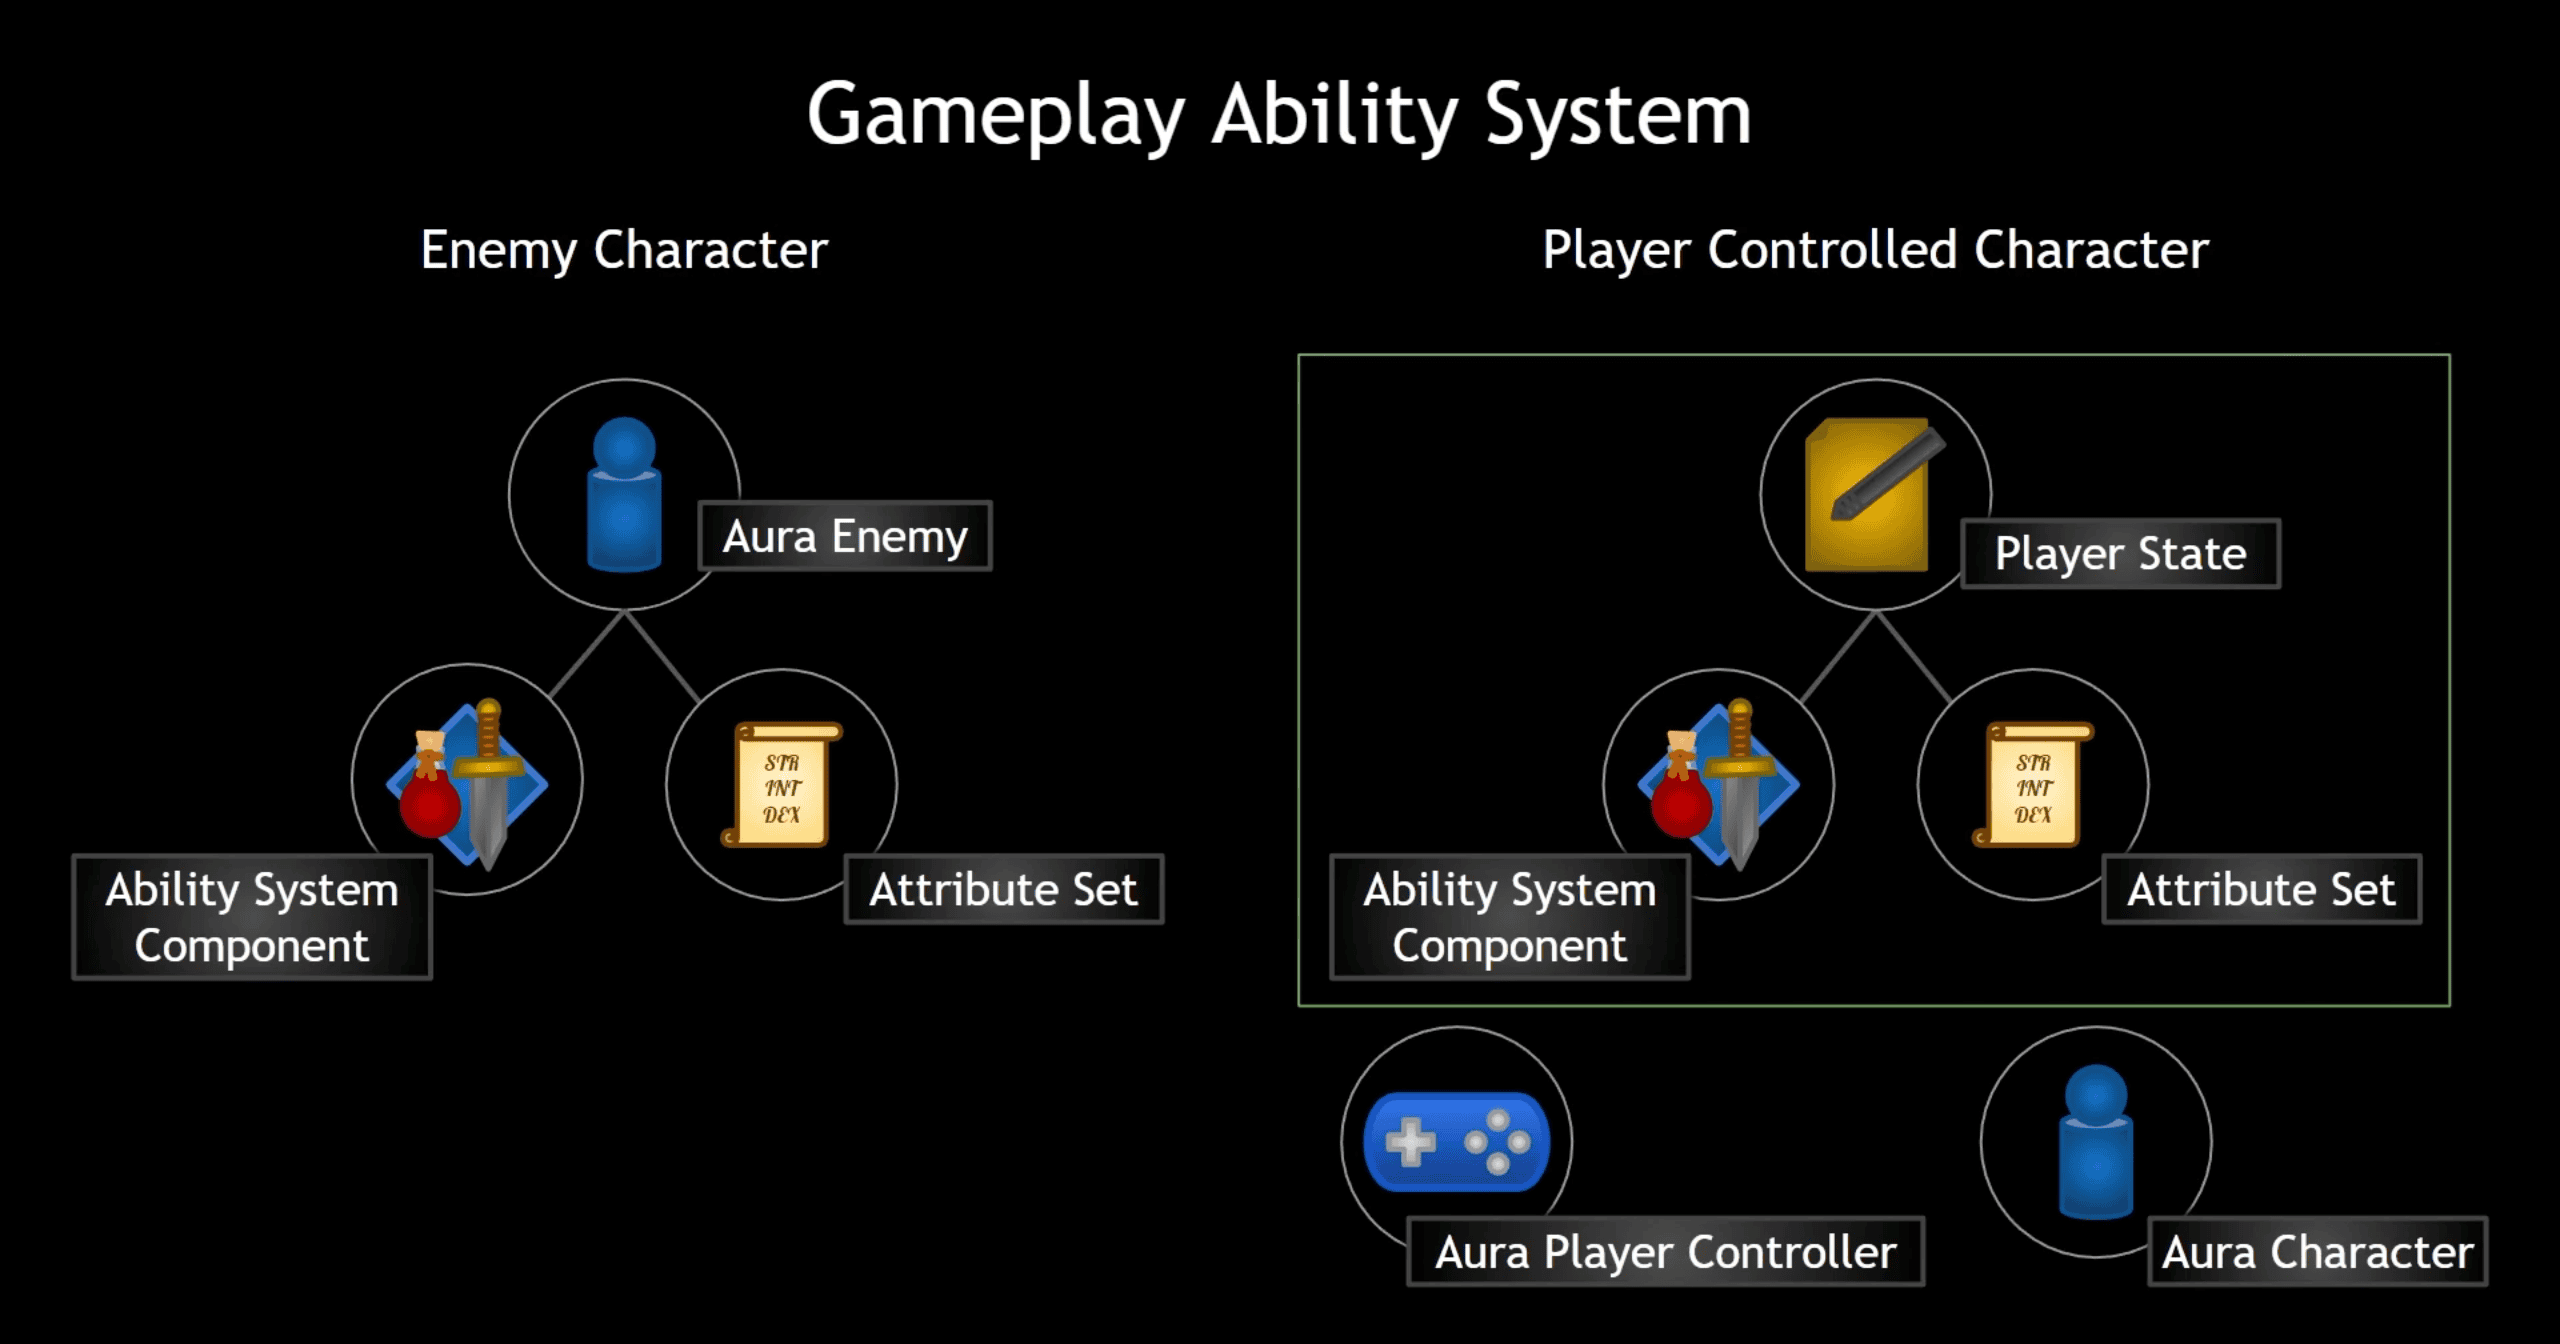 Gameplay Ability System
Enemy Character
Player Controlled Character
Aura Enemy
Player State
STR
INT
DEX
Ability System
Component
Attribute Set
STR
INT
DEX
Ability System
Component
Attribute Set
Aura Player Controller
Aura Character